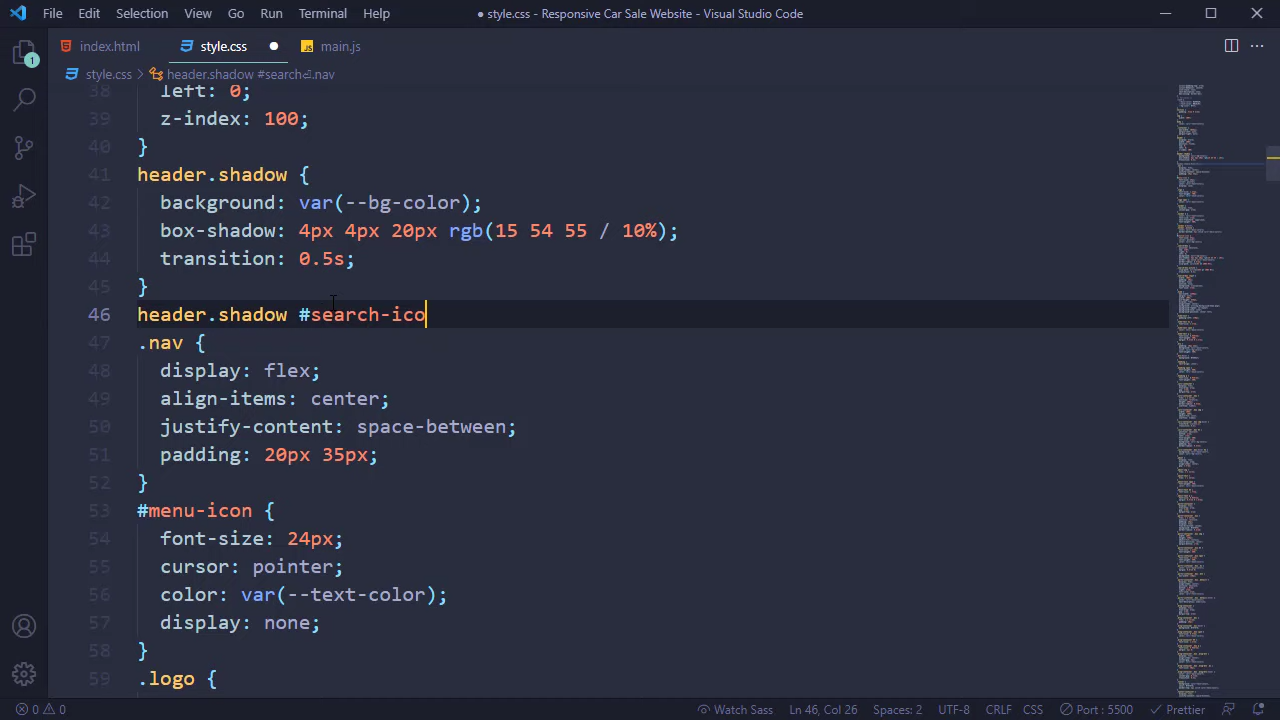 File Edit Selection View Go Run Terminal Help ● style.css - Responsive Car Sale Website - Visual Studio Code
index.html style.css ● main.js
style.css > header.shadow #search⏎.nav
38 left: 0;
39 z-index: 100;
40 }
41 header.shadow {
42 background: var(--bg-color);
43 box-shadow: 4px 4px 20px rgb(15 54 55 / 10%);
44 transition: 0.5s;
45 }
46 header.shadow #search-ico
47 .nav {
48 display: flex;
49 align-items: center;
50 justify-content: space-between;
51 padding: 20px 35px;
52 }
53 #menu-icon {
54 font-size: 24px;
55 cursor: pointer;
56 color: var(--text-color);
57 display: none;
58 }
59 .logo {
0 0 Watch Sass Ln 46, Col 26 Spaces: 2 UTF-8 CRLF CSS Port : 5500 Prettier
1